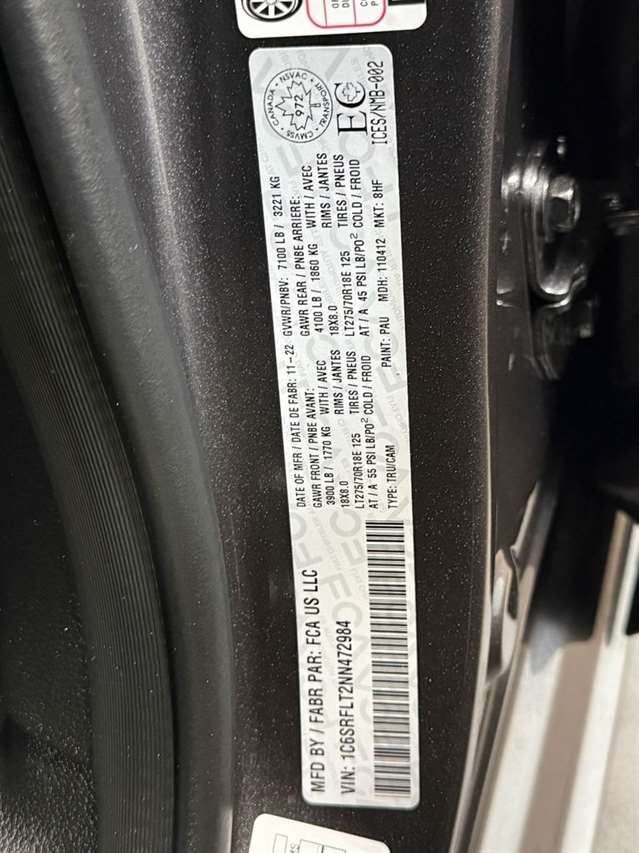 MFD BY / FABR PAR: FCA US LLC
DATE OF MFR / DATE DE FABR: 11-22
GVWR/PNBV: 7100 LB / 3221 KG
GAWR FRONT / PNBE AVANT:
3900 LB / 1770 KG WITH / AVEC
18X8.0 RIMS / JANTES
LT275/70R18E 125 TIRES / PNEUS
AT / A 55 PSI LB/PO² COLD / FROID
GAWR REAR / PNBE ARRIERE:
4100 LB / 1860 KG WITH / AVEC
18X8.0 RIMS / JANTES
LT275/70R18E 125 TIRES / PNEUS
AT / A 45 PSI LB/PO² COLD / FROID
VIN: 1C6SRFLT2NN472984
TYPE: TRU/CAM
PAINT: PAU MDH: 110412 MKT: 8HF
CANADA · NSVAC · TRANSPORT · CMVSS
972
B
EC
ICES/NMB-002